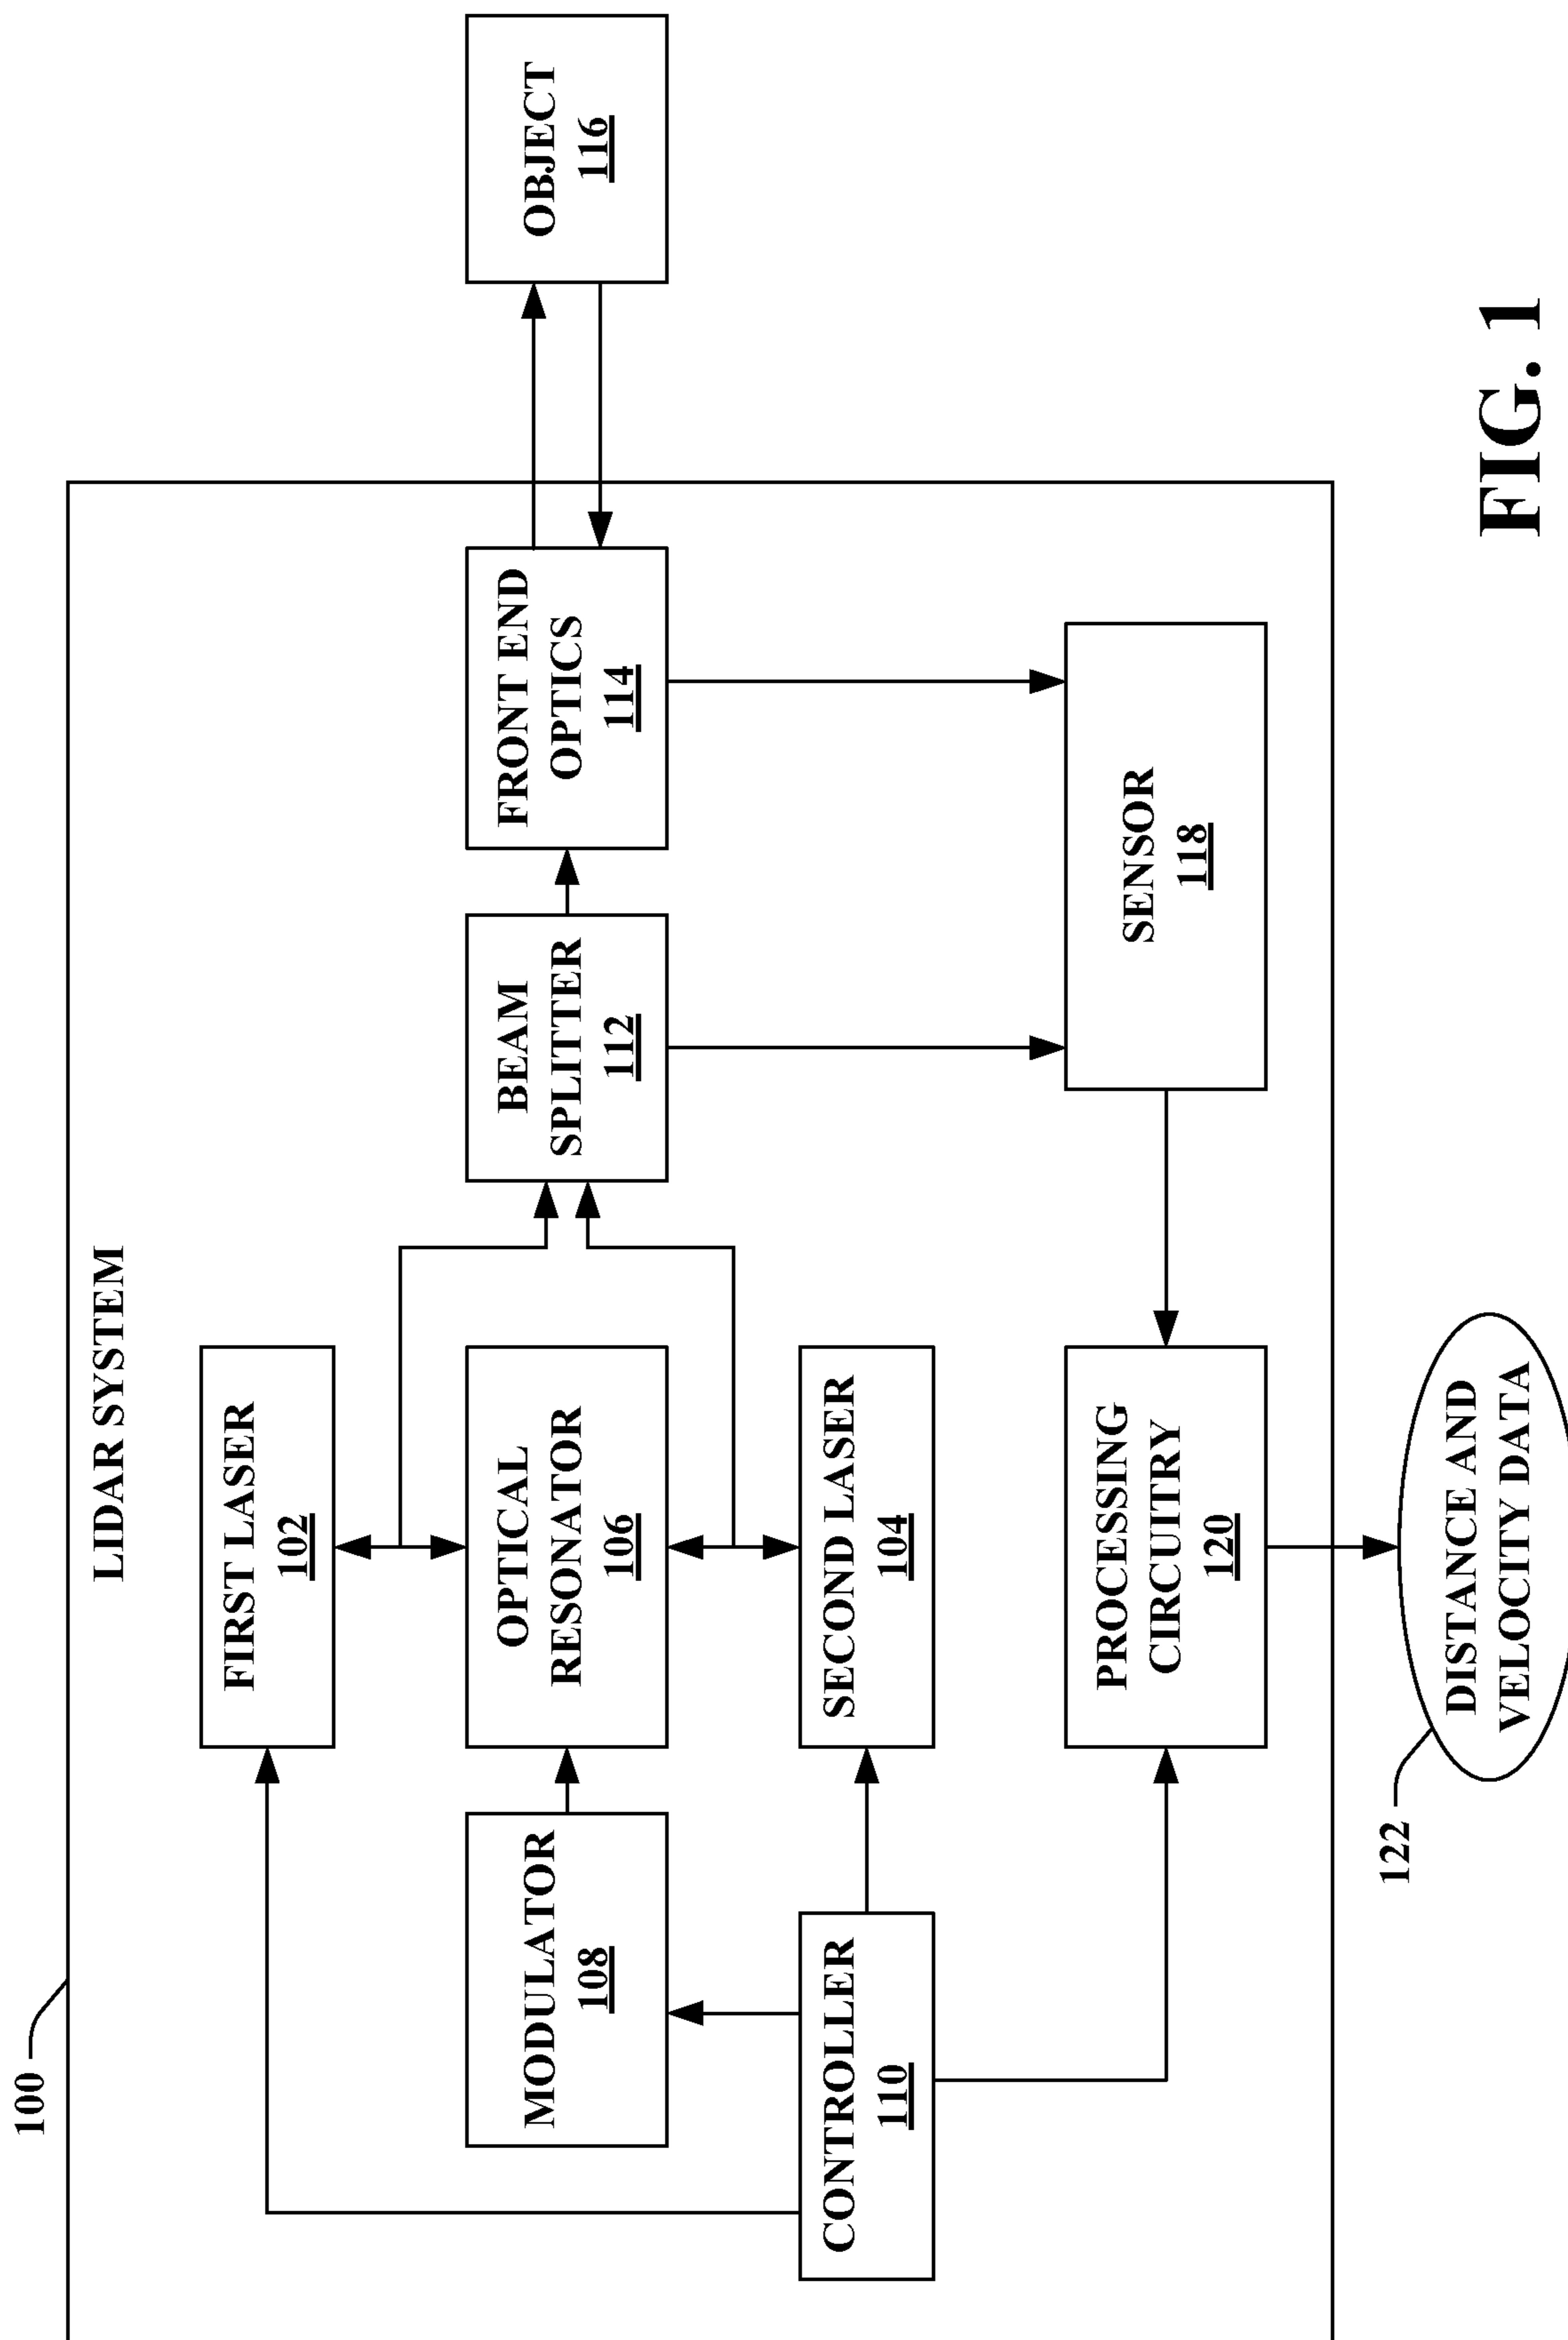 100
LIDAR SYSTEM
FIRST LASER
102
MODULATOR
108
OPTICAL
RESONATOR
106
BEAM
SPLITTER
112
FRONT END
OPTICS
114
OBJECT
116
CONTROLLER
110
SECOND LASER
104
PROCESSING
CIRCUITRY
120
SENSOR
118
122
DISTANCE AND
VELOCITY DATA
FIG. 1